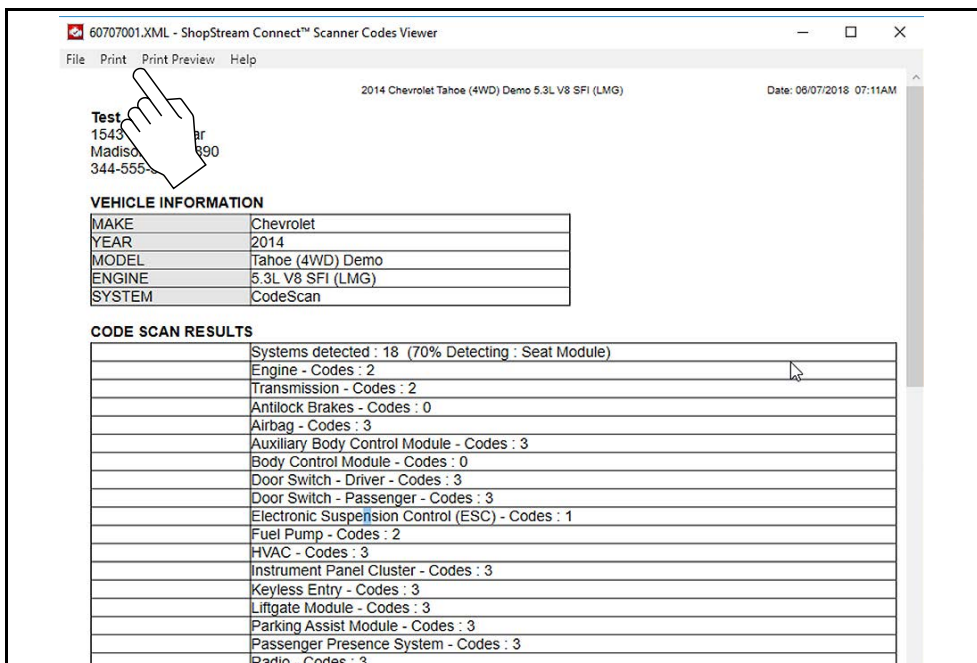 60707001.XML - ShopStream Connect™ Scanner Codes Viewer
File Print Print Preview Help
2014 Chevrolet Tahoe (4WD) Demo 5.3L V8 SFI (LMG) Date: 06/07/2018 07:11AM
Test
1543 ar
Madiso 390
344-555-
VEHICLE INFORMATION
MAKE Chevrolet
YEAR 2014
MODEL Tahoe (4WD) Demo
ENGINE 5.3L V8 SFI (LMG)
SYSTEM CodeScan
CODE SCAN RESULTS
Systems detected : 18 (70% Detecting : Seat Module)
Engine - Codes : 2
Transmission - Codes : 2
Antilock Brakes - Codes : 0
Airbag - Codes : 3
Auxiliary Body Control Module - Codes : 3
Body Control Module - Codes : 0
Door Switch - Driver - Codes : 3
Door Switch - Passenger - Codes : 3
Electronic Suspension Control (ESC) - Codes : 1
Fuel Pump - Codes : 2
HVAC - Codes : 3
Instrument Panel Cluster - Codes : 3
Keyless Entry - Codes : 3
Liftgate Module - Codes : 3
Parking Assist Module - Codes : 3
Passenger Presence System - Codes : 3
Radio - Codes : 3